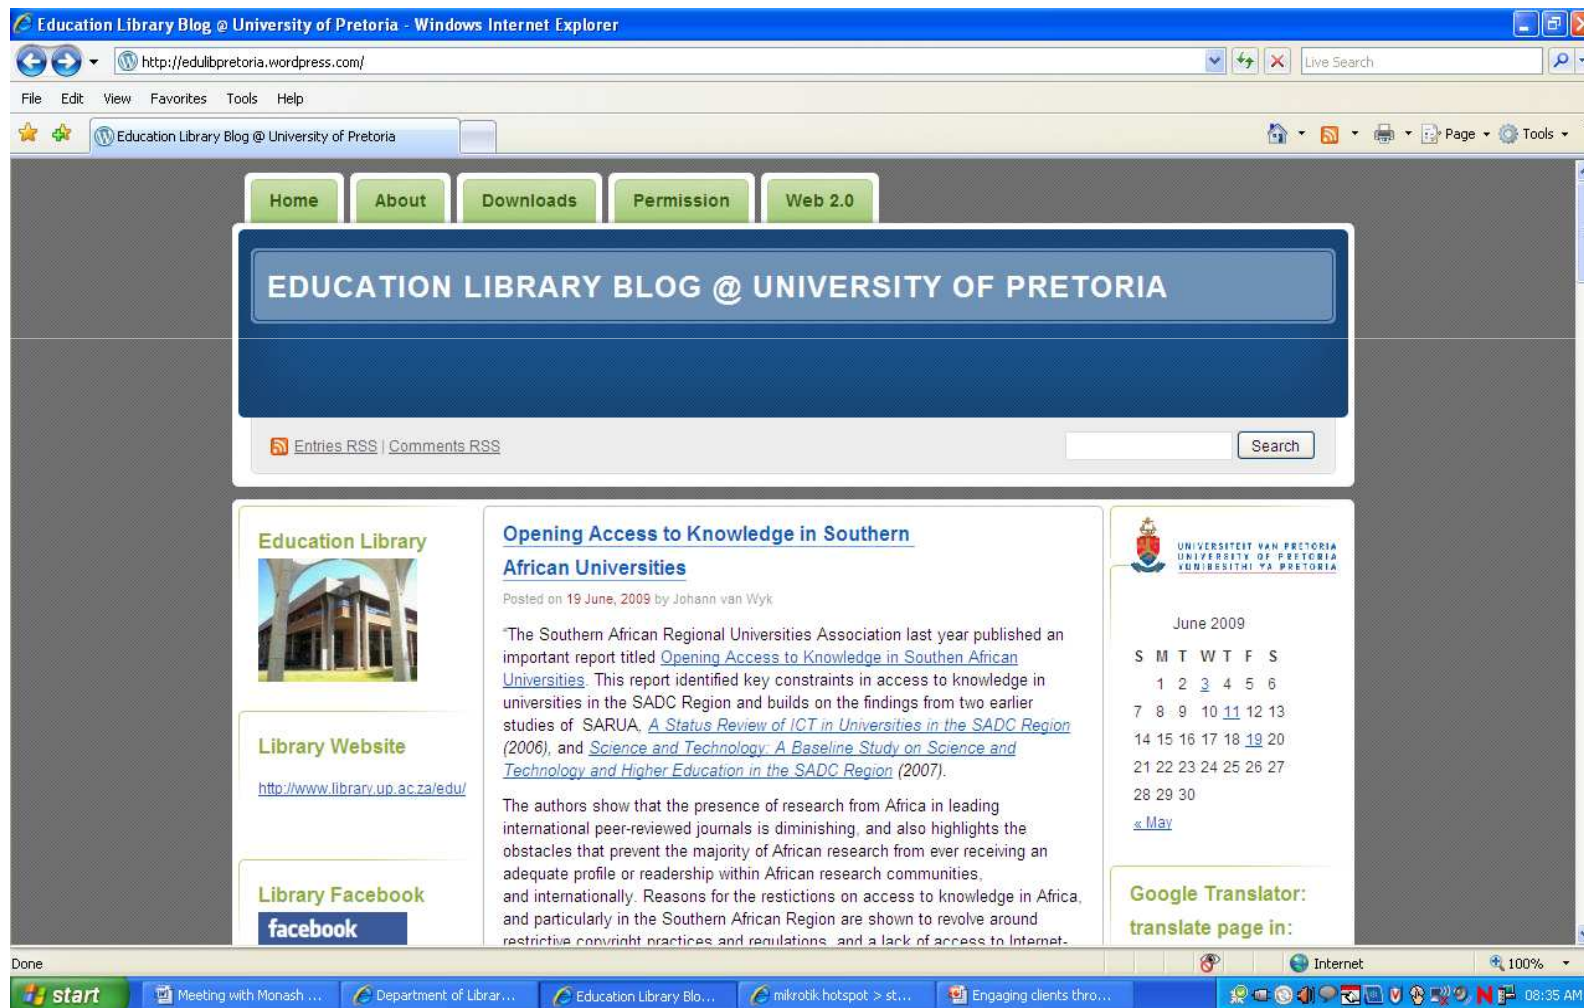 Education Library Blog @ University of Pretoria - Windows Internet Explorer
http://edulibpretoria.wordpress.com/
Live Search
File Edit View Favorites Tools Help
Education Library Blog @ University of Pretoria
Page Tools
Home About Downloads Permission Web 2.0
EDUCATION LIBRARY BLOG @ UNIVERSITY OF PRETORIA
Entries RSS | Comments RSS
Search
Education Library
Library Website
http://www.library.up.ac.za/edu/
Library Facebook
facebook
Opening Access to Knowledge in Southern
African Universities
Posted on 19 June, 2009 by Johann van Wyk
“The Southern African Regional Universities Association last year published an
important report titled Opening Access to Knowledge in Southen African
Universities. This report identified key constraints in access to knowledge in
universities in the SADC Region and builds on the findings from two earlier
studies of SARUA, A Status Review of ICT in Universities in the SADC Region
(2006), and Science and Technology: A Baseline Study on Science and
Technology and Higher Education in the SADC Region (2007).
The authors show that the presence of research from Africa in leading
international peer-reviewed journals is diminishing, and also highlights the
obstacles that prevent the majority of African research from ever receiving an
adequate profile or readership within African research communities,
and internationally. Reasons for the restictions on access to knowledge in Africa,
and particularly in the Southern African Region are shown to revolve around
restrictive copyright practices and regulations, and a lack of access to Internet-
UNIVERSITEIT VAN PRETORIA
UNIVERSITY OF PRETORIA
YUNIBESITHI YA PRETORIA
June 2009
S M T W T F S
1 2 3 4 5 6
7 8 9 10 11 12 13
14 15 16 17 18 19 20
21 22 23 24 25 26 27
28 29 30
« May
Google Translator:
translate page in:
Done
Internet
100%
start
Meeting with Monash ...
Department of Librar...
Education Library Blo...
mikrotik hotspot > st...
Engaging clients thro...
08:35 AM